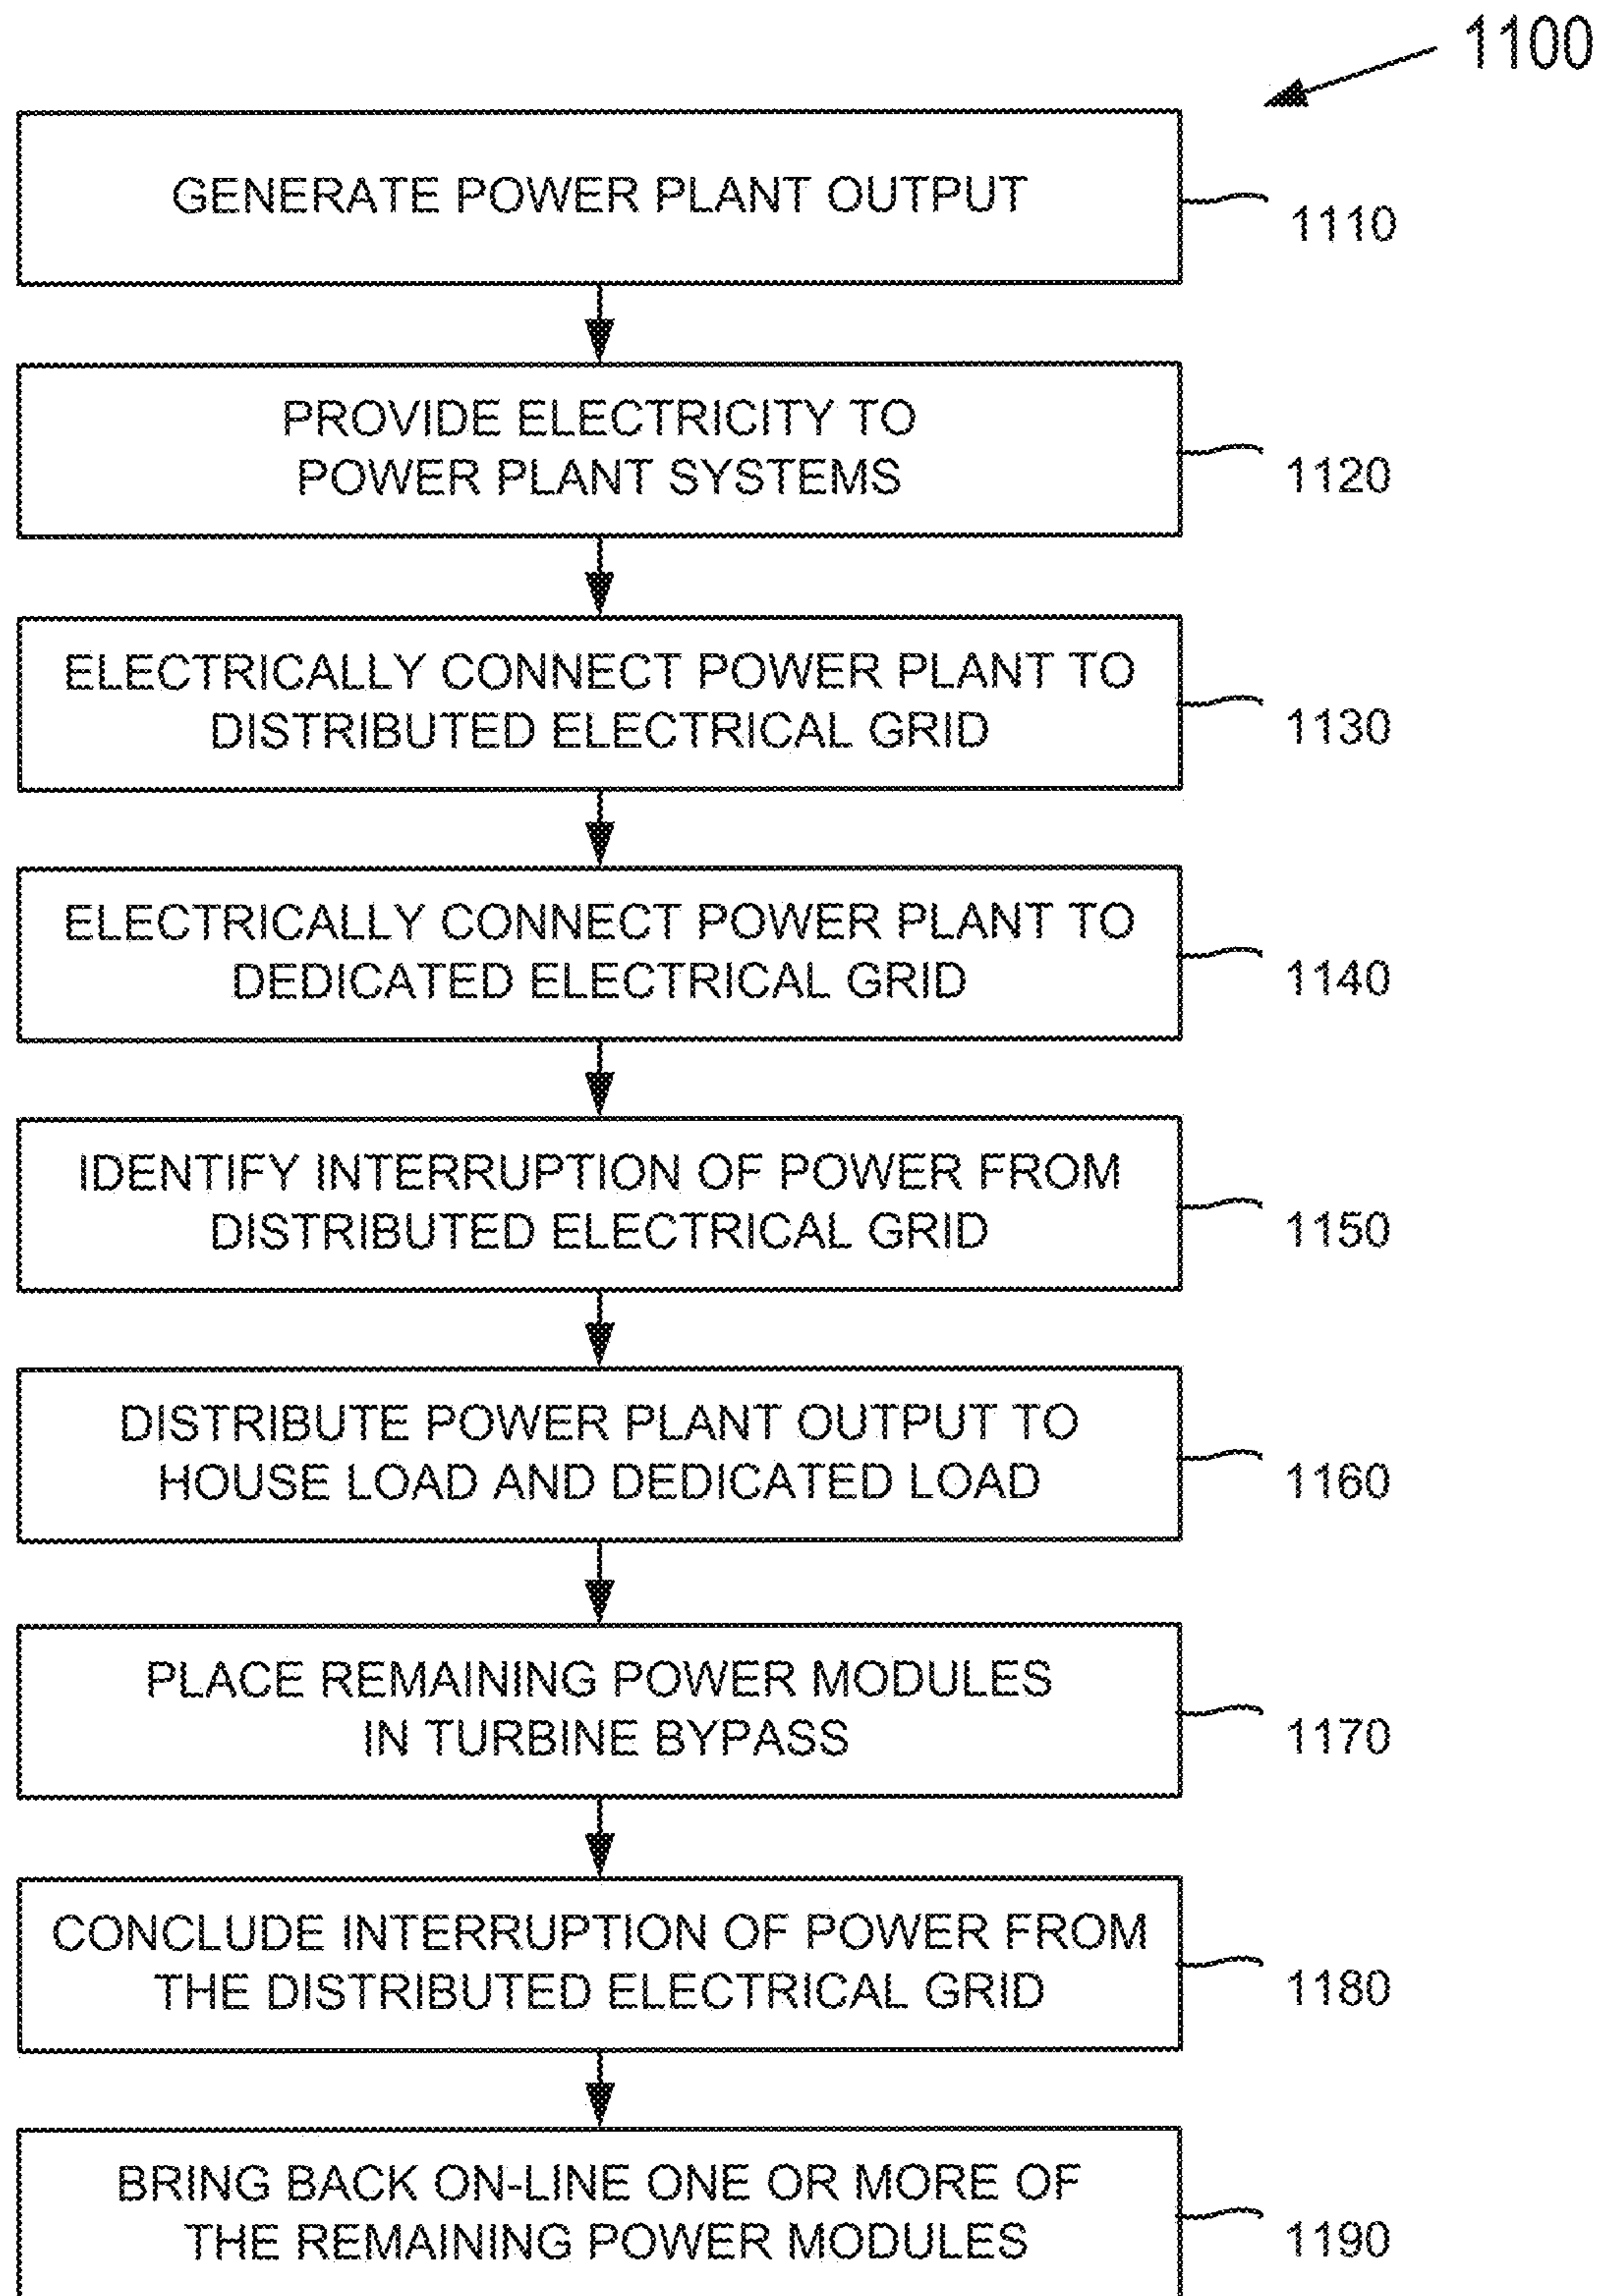 1100
GENERATE POWER PLANT OUTPUT
1110
PROVIDE ELECTRICITY TO
POWER PLANT SYSTEMS
1120
ELECTRICALLY CONNECT POWER PLANT TO
DISTRIBUTED ELECTRICAL GRID
1130
ELECTRICALLY CONNECT POWER PLANT TO
DEDICATED ELECTRICAL GRID
1140
IDENTIFY INTERRUPTION OF POWER FROM
DISTRIBUTED ELECTRICAL GRID
1150
DISTRIBUTE POWER PLANT OUTPUT TO
HOUSE LOAD AND DEDICATED LOAD
1160
PLACE REMAINING POWER MODULES
IN TURBINE BYPASS
1170
CONCLUDE INTERRUPTION OF POWER FROM
THE DISTRIBUTED ELECTRICAL GRID
1180
BRING BACK ON-LINE ONE OR MORE OF
THE REMAINING POWER MODULES
1190